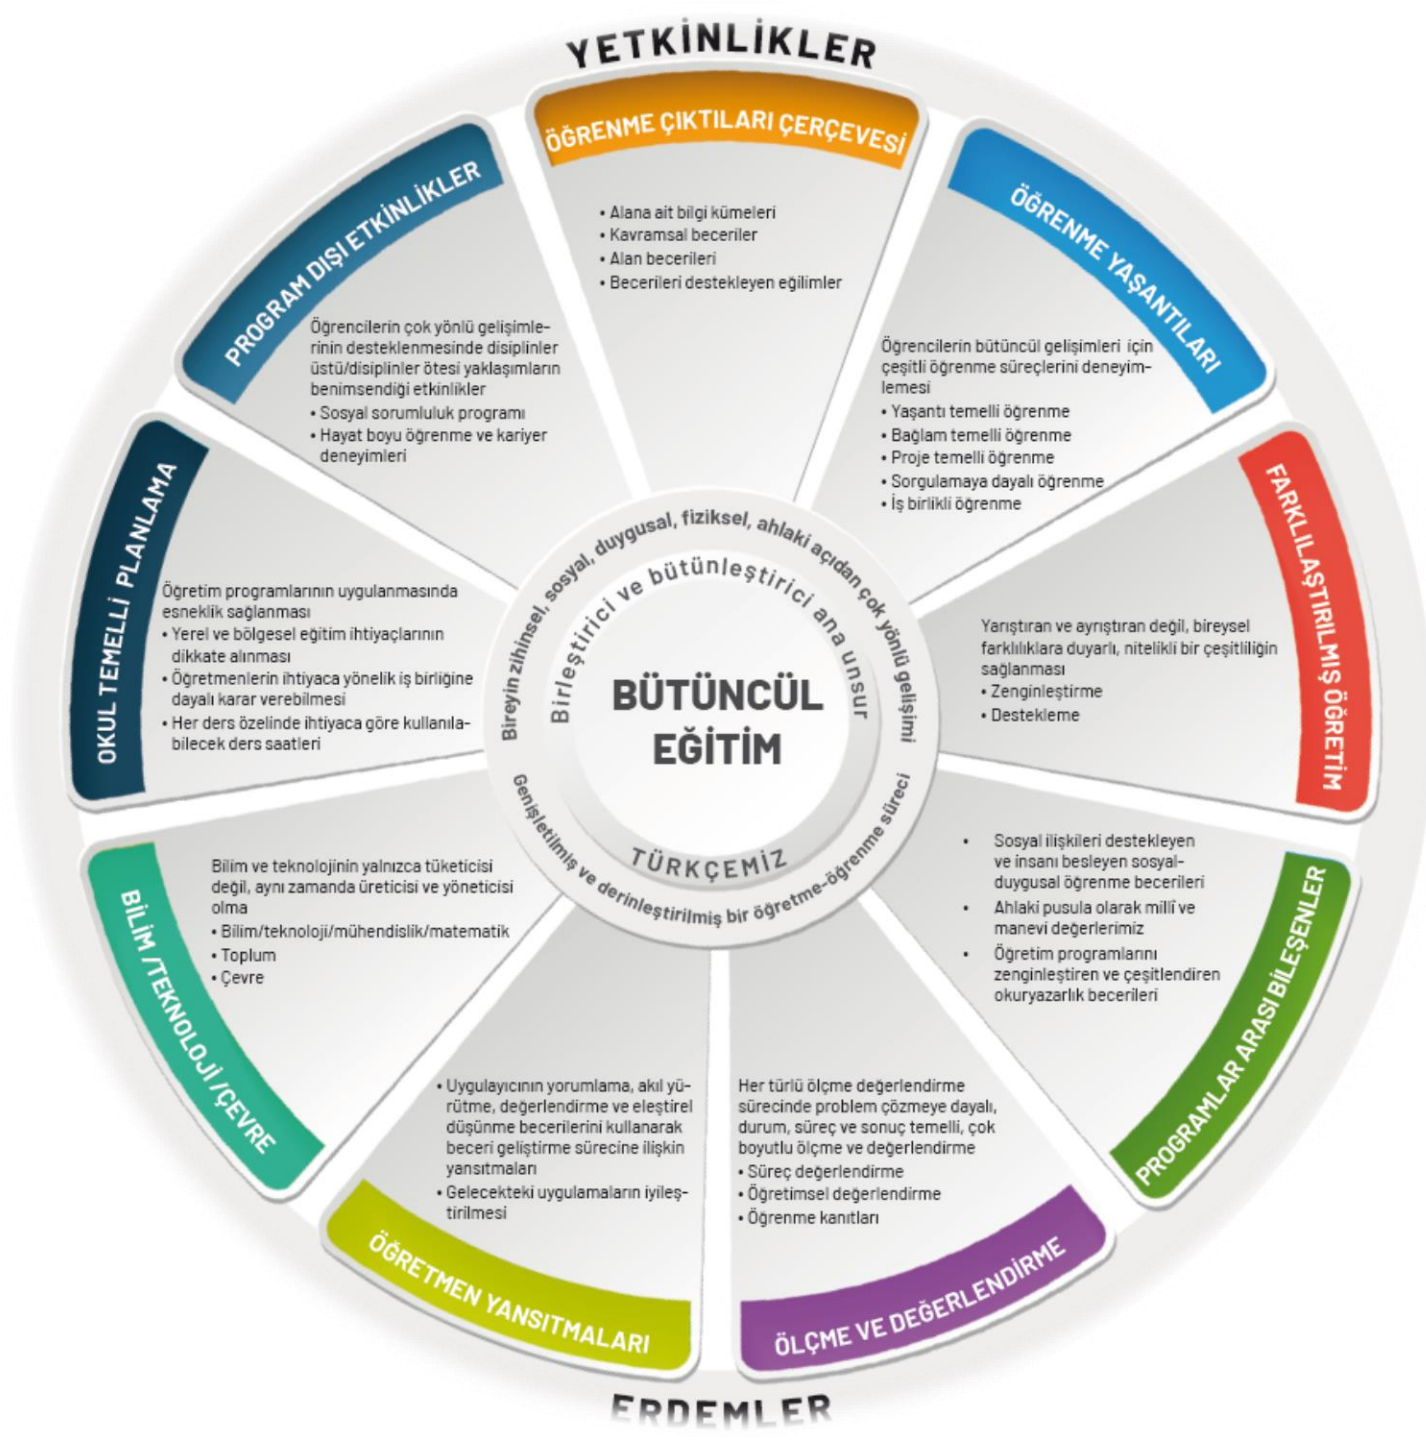 YETKİNLİKLER
ÖĞRENME ÇIKTILARI ÇERÇEVESİ
• Alana ait bilgi kümeleri
• Kavramsal beceriler
• Alan becerileri
• Becerileri destekleyen eğilimler
ÖĞRENME YAŞANTILARI
Öğrencilerin bütüncül gelişimleri için
çeşitli öğrenme süreçlerini deneyim-
lemesi
• Yaşantı temelli öğrenme
• Bağlam temelli öğrenme
• Proje temelli öğrenme
• Sorgulamaya dayalı öğrenme
• İş birlikli öğrenme
FARKLILAŞTIRILMIŞ ÖĞRETİM
Yarıştıran ve ayrıştıran değil, bireysel
farklılıklara duyarlı, nitelikli bir çeşitliliğin
sağlanması
• Zenginleştirme
• Destekleme
PROGRAMLAR ARASI BİLEŞENLER
• Sosyal ilişkileri destekleyen
ve insanı besleyen sosyal-
duygusal öğrenme becerileri
• Ahlaki pusula olarak millî ve
manevi değerlerimiz
• Öğretim programlarını
zenginleştiren ve çeşitlendiren
okuryazarlık becerileri
ÖLÇME VE DEĞERLENDİRME
Her türlü ölçme değerlendirme
sürecinde problem çözmeye dayalı,
durum, süreç ve sonuç temelli, çok
boyutlu ölçme ve değerlendirme
• Süreç değerlendirme
• Öğretimsel değerlendirme
• Öğrenme kanıtları
ÖĞRETMEN YANSITMALARI
• Uygulayıcının yorumlama, akıl yü-
rütme, değerlendirme ve eleştirel
düşünme becerilerini kullanarak
beceri geliştirme sürecine ilişkin
yansıtmaları
• Gelecekteki uygulamaların iyileş-
tirilmesi
BİLİM /TEKNOLOJİ /ÇEVRE
Bilim ve teknolojinin yalnızca tüketicisi
değil, aynı zamanda üreticisi ve yöneticisi
olma
• Bilim/teknoloji/mühendislik/matematik
• Toplum
• Çevre
OKUL TEMELLİ PLANLAMA
Öğretim programlarının uygulanmasında
esneklik sağlanması
• Yerel ve bölgesel eğitim ihtiyaçlarının
dikkate alınması
• Öğretmenlerin ihtiyaca yönelik iş birliğine
dayalı karar verebilmesi
• Her ders özelinde ihtiyaca göre kullanıla-
bilecek ders saatleri
PROGRAM DIŞI ETKİNLİKLER
Öğrencilerin çok yönlü gelişimle-
rinin desteklenmesinde disiplinler
üstü/disiplinler ötesi yaklaşımların
benimsendiği etkinlikler
• Sosyal sorumluluk programı
• Hayat boyu öğrenme ve kariyer
deneyimleri
Bireyin zihinsel, sosyal, duygusal, fiziksel, ahlaki açıdan çok yönlü gelişimi
Birleştirici ve bütünleştirici ana unsur
BÜTÜNCÜL
EĞİTİM
TÜRKÇEMİZ
Genişletilmiş ve derinleştirilmiş bir öğretme-öğrenme süreci
ERDEMLER